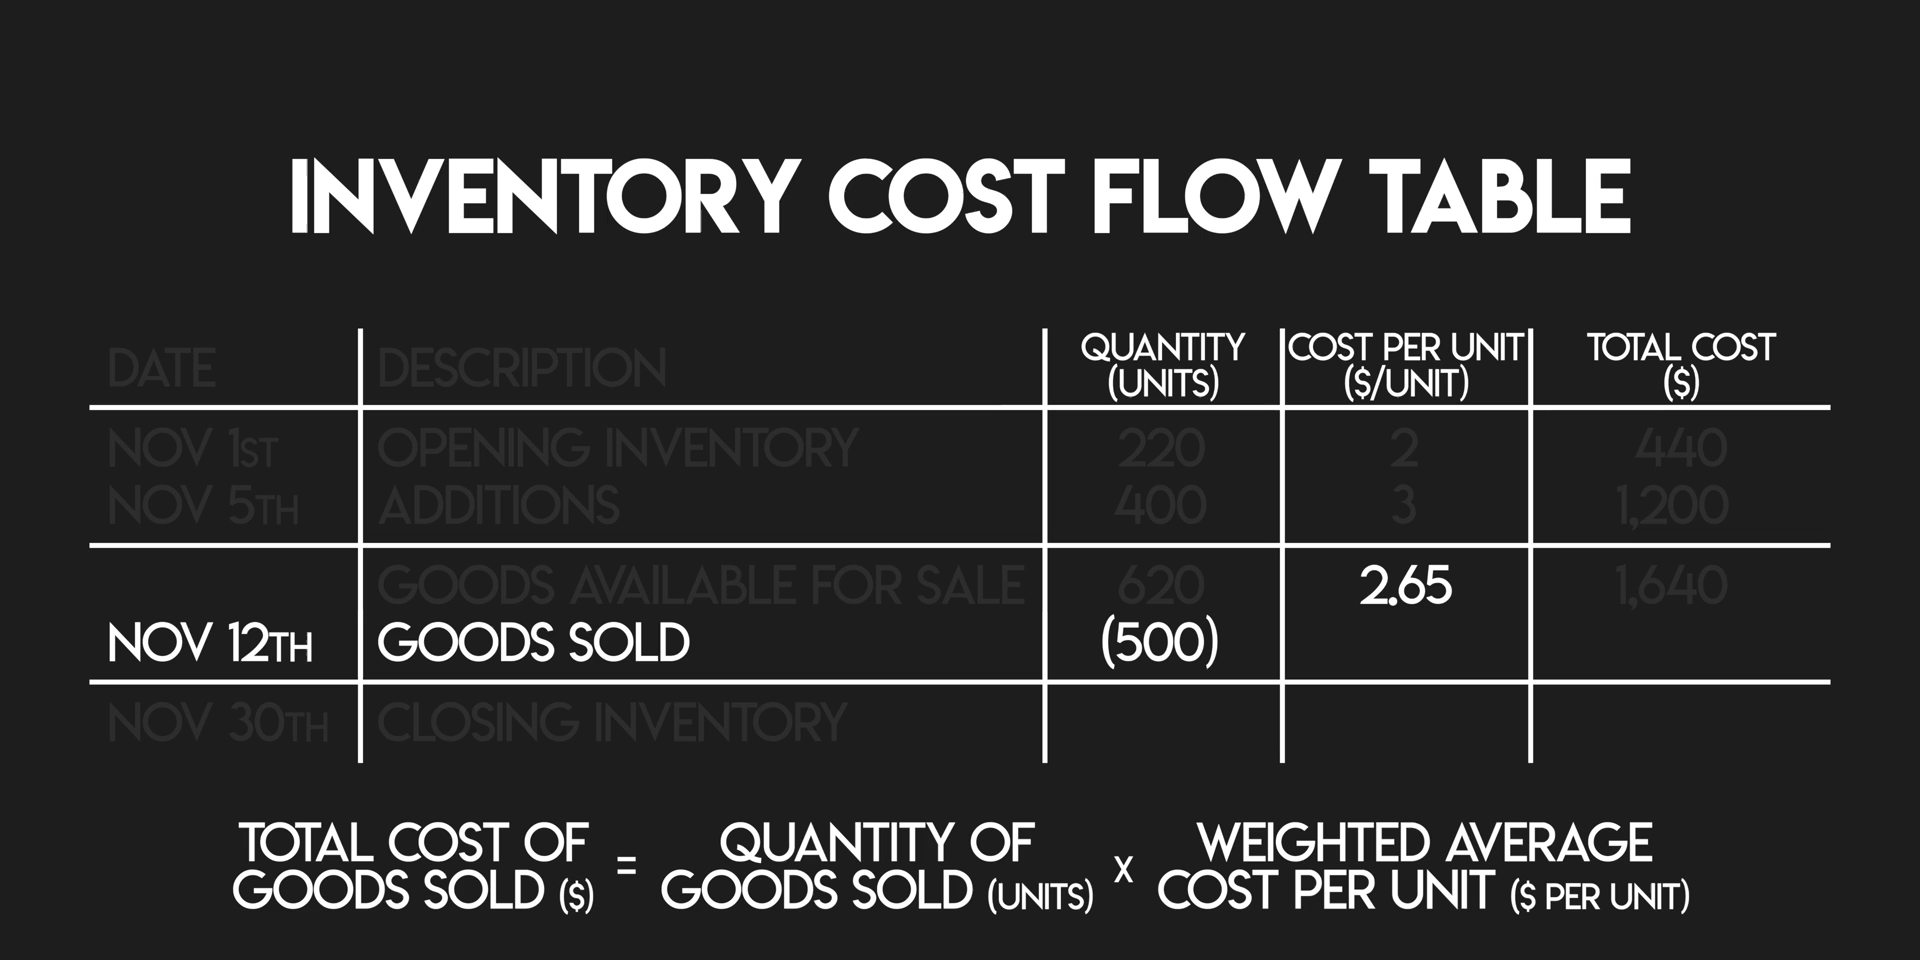 INVENTORY COST FLOW TABLE
DATE DESCRIPTION QUANTITY (UNITS) COST PER UNIT ($/UNIT) TOTAL COST ($)
NOV 1ST OPENING INVENTORY 220 2 440
NOV 5TH ADDITIONS 400 3 1,200
GOODS AVAILABLE FOR SALE 620 2.65 1,640
NOV 12TH GOODS SOLD (500)
NOV 30TH CLOSING INVENTORY
TOTAL COST OF GOODS SOLD ($) = QUANTITY OF GOODS SOLD (UNITS) X WEIGHTED AVERAGE COST PER UNIT ($ PER UNIT)